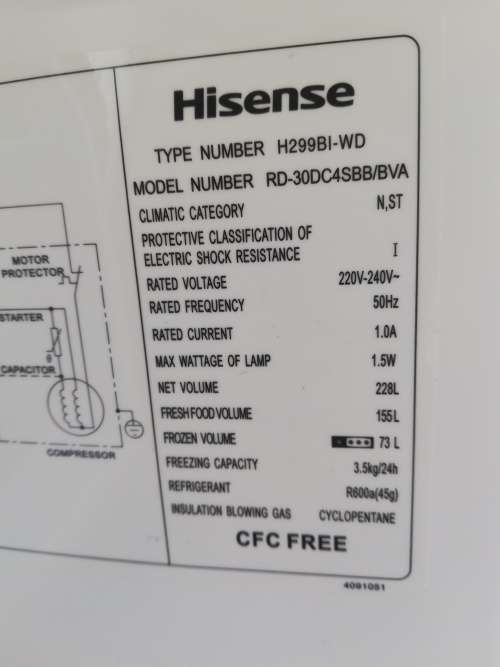 Hisense
TYPE NUMBER H299BI-WD
MODEL NUMBER RD-30DC4SBB/BVA
CLIMATIC CATEGORY N,ST
PROTECTIVE CLASSIFICATION OF
ELECTRIC SHOCK RESISTANCE I
RATED VOLTAGE 220V-240V~
RATED FREQUENCY 50Hz
RATED CURRENT 1.0A
MAX WATTAGE OF LAMP 1.5W
NET VOLUME 228L
FRESH FOOD VOLUME 155L
FROZEN VOLUME 73 L
FREEZING CAPACITY 3.5kg/24h
REFRIGERANT R600a(45g)
INSULATION BLOWING GAS CYCLOPENTANE
CFC FREE
4091051
MOTOR
PROTECTOR
STARTER
θ
CAPACITOR
COMPRESSOR